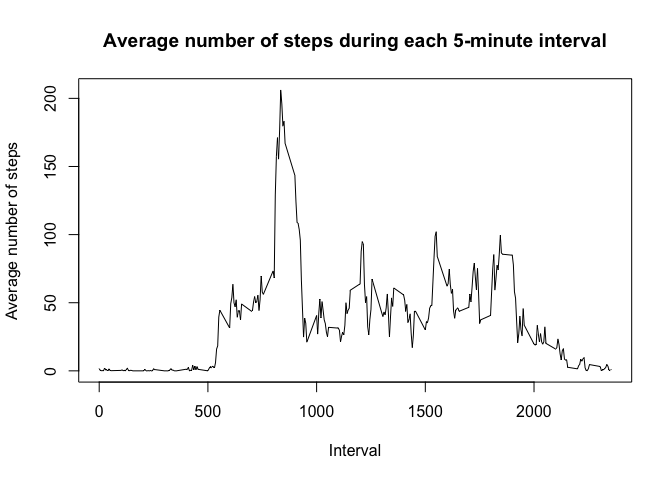 Average number of steps during each 5-minute interval
Average number of steps
200
150
100
50
0
0 500 1000 1500 2000
Interval